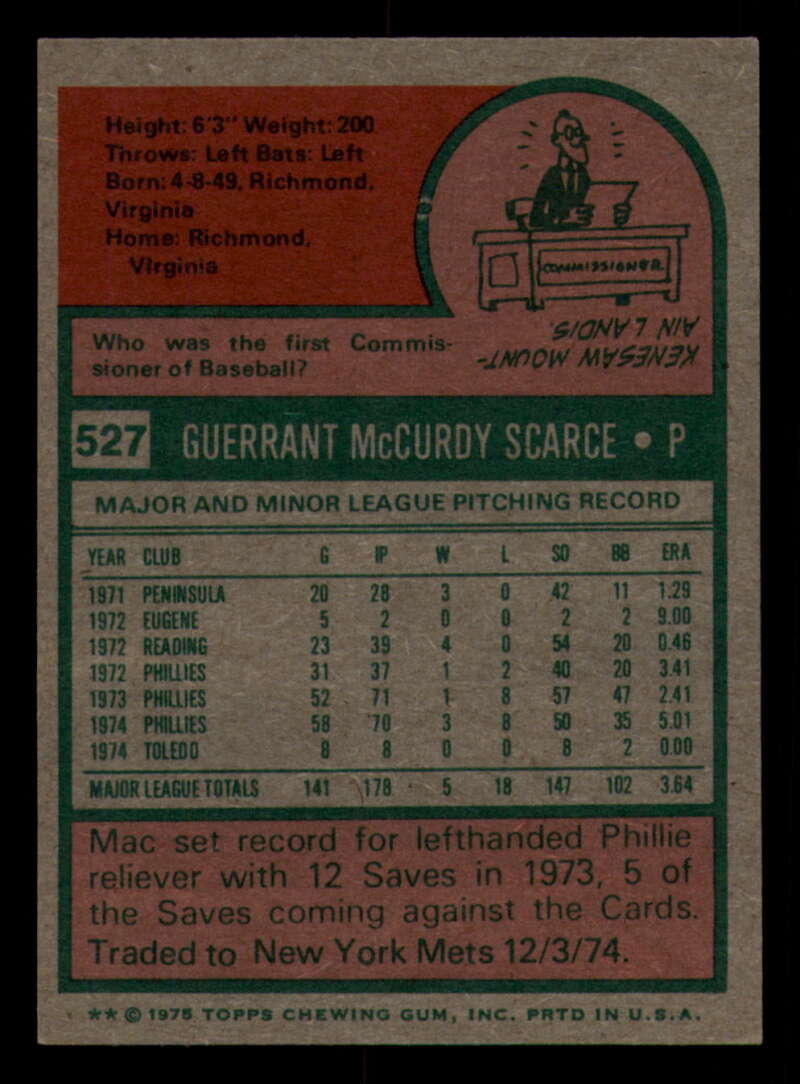 Height: 6'3" Weight: 200
Throws: Left Bats: Left
Born: 4-8-49, Richmond,
Virginia
Home: Richmond,
Virginia
COMMISSIONER
Who was the first Commis-
sioner of Baseball?
KENESAW MOUNT-
AIN LANDIS.
527 GUERRANT McCURDY SCARCE • P
MAJOR AND MINOR LEAGUE PITCHING RECORD
YEAR CLUB G IP W L SO BB ERA
1971 PENINSULA 20 28 3 0 42 11 1.29
1972 EUGENE 5 2 0 0 2 2 9.00
1972 READING 23 39 4 0 54 20 0.46
1972 PHILLIES 31 37 1 2 40 20 3.41
1973 PHILLIES 52 71 1 8 57 47 2.41
1974 PHILLIES 58 70 3 8 50 35 5.01
1974 TOLEDO 8 8 0 0 8 2 0.00
MAJOR LEAGUE TOTALS 141 178 5 18 147 102 3.64
Mac set record for lefthanded Phillie
reliever with 12 Saves in 1973, 5 of
the Saves coming against the Cards.
Traded to New York Mets 12/3/74.
** © 1975 TOPPS CHEWING GUM, INC. PRTD IN U.S.A.